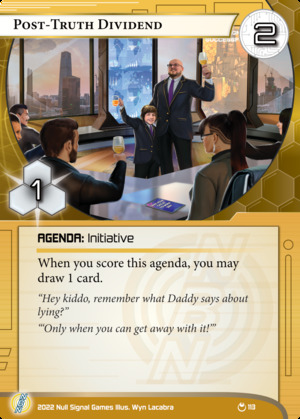 Post-Truth Dividend
2
1
AGENDA: Initiative
When you score this agenda, you may
draw 1 card.
“Hey kiddo, remember what Daddy says about
lying?”
“‘Only when you can get away with it!’”
NSN
2022 Null Signal Games Illus. Wyn Lacabra
113